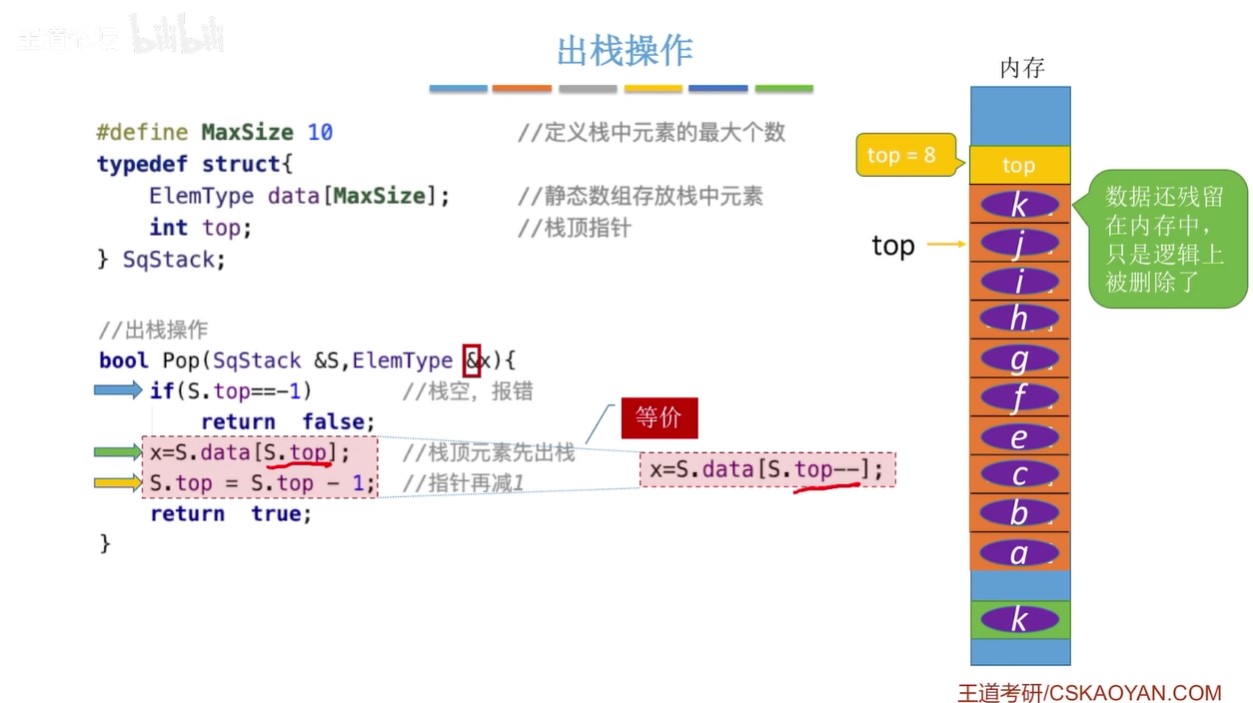 王道论坛 bilibili
出栈操作
#define MaxSize 10 //定义栈中元素的最大个数
typedef struct{
ElemType data[MaxSize]; //静态数组存放栈中元素
int top; //栈顶指针
} SqStack;
//出栈操作
bool Pop(SqStack &S,ElemType &x){
if(S.top==-1) //栈空，报错
return false;
x=S.data[S.top]; //栈顶元素先出栈
S.top = S.top - 1; //指针再减1
return true;
}
等价
x=S.data[S.top--];
内存
top = 8
top
k
top
j
i
h
g
f
e
c
b
a
k
数据还残留
在内存中，
只是逻辑上
被删除了
王道考研/CSKAOYAN.COM